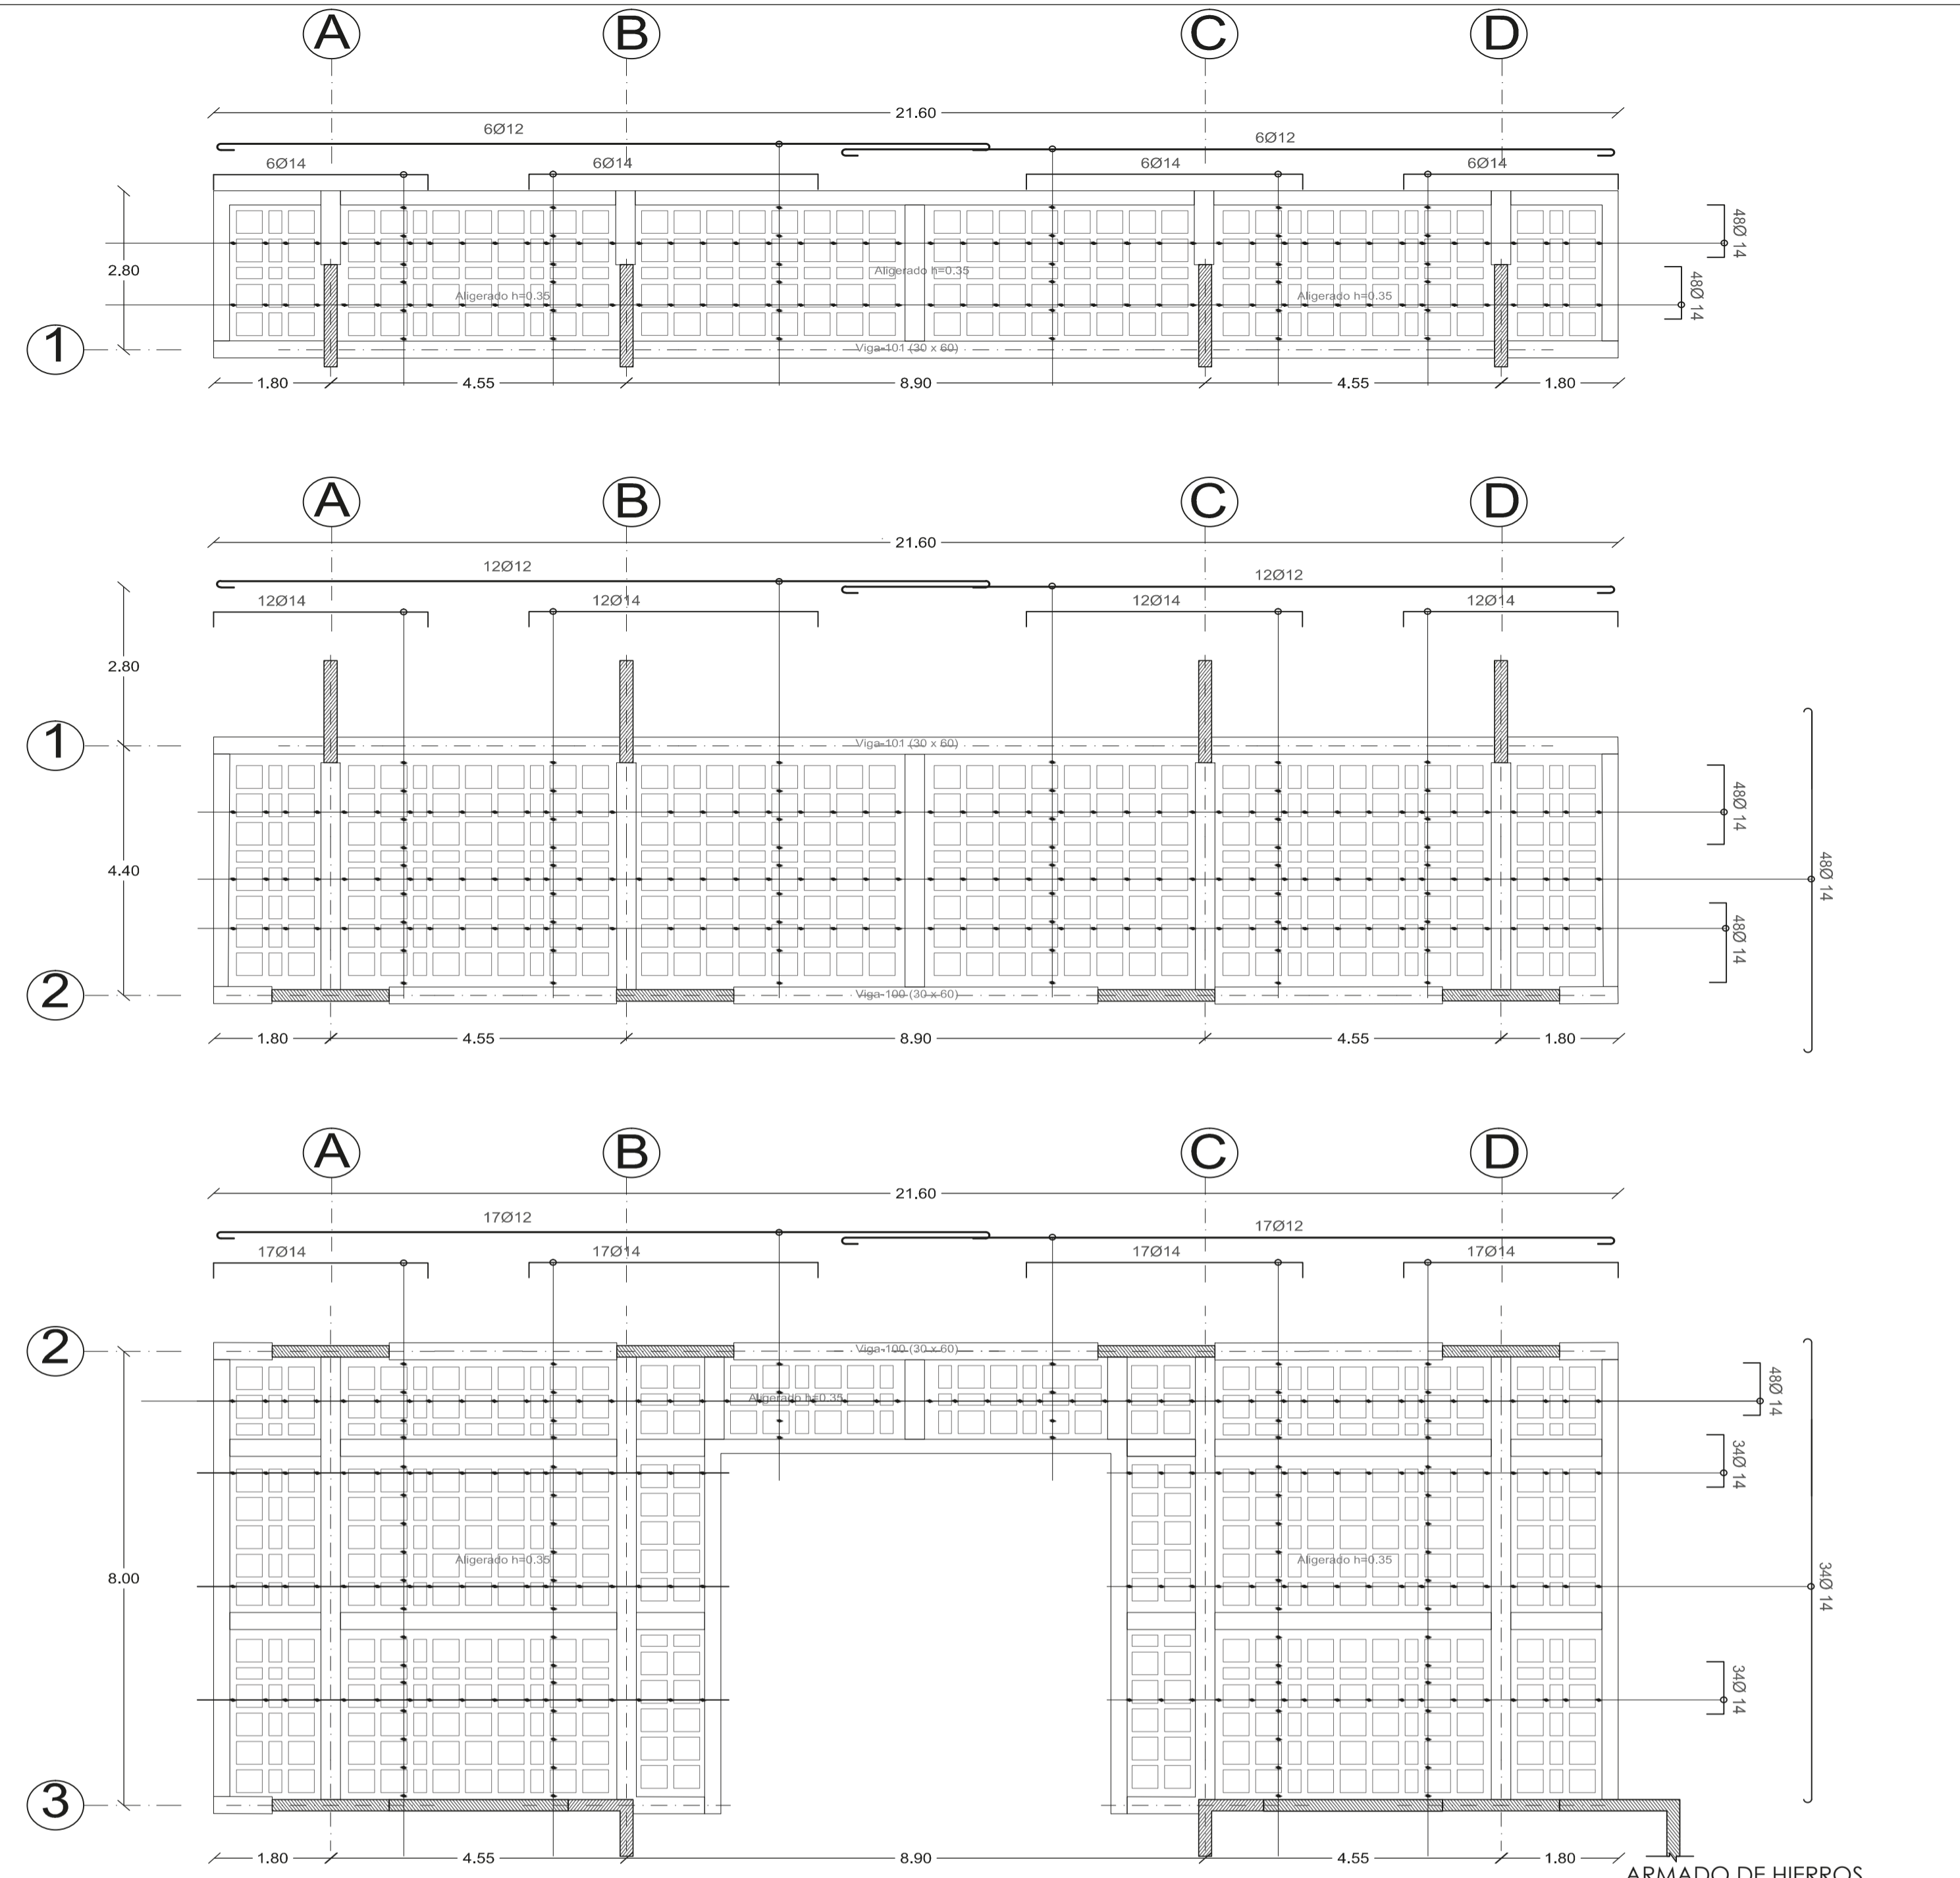 A B C D
21.60
6Ø12 6Ø12
6Ø14 6Ø14 6Ø14 6Ø14
48Ø 14
2.80
Aligerado h=0.35
48Ø 14
Aligerado h=0.35 Aligerado h=0.35
1
Viga-101 (30 x 60)
1.80 4.55 8.90 4.55 1.80
A B C D
21.60
12Ø12 12Ø12
12Ø14 12Ø14 12Ø14 12Ø14
2.80
1
Viga-101 (30 x 60)
48Ø 14
4.40
48Ø 14
48Ø 14
2
Viga-100 (30 x 60)
1.80 4.55 8.90 4.55 1.80
A B C D
21.60
17Ø12 17Ø12
17Ø14 17Ø14 17Ø14 17Ø14
2
Viga-100 (30 x 60)
48Ø 14
Aligerado h=0.35
34Ø 14
Aligerado h=0.35 Aligerado h=0.35
8.00
34Ø 14
34Ø 14
3
1.80 4.55 8.90 4.55 1.80
ARMADO DE HIERROS